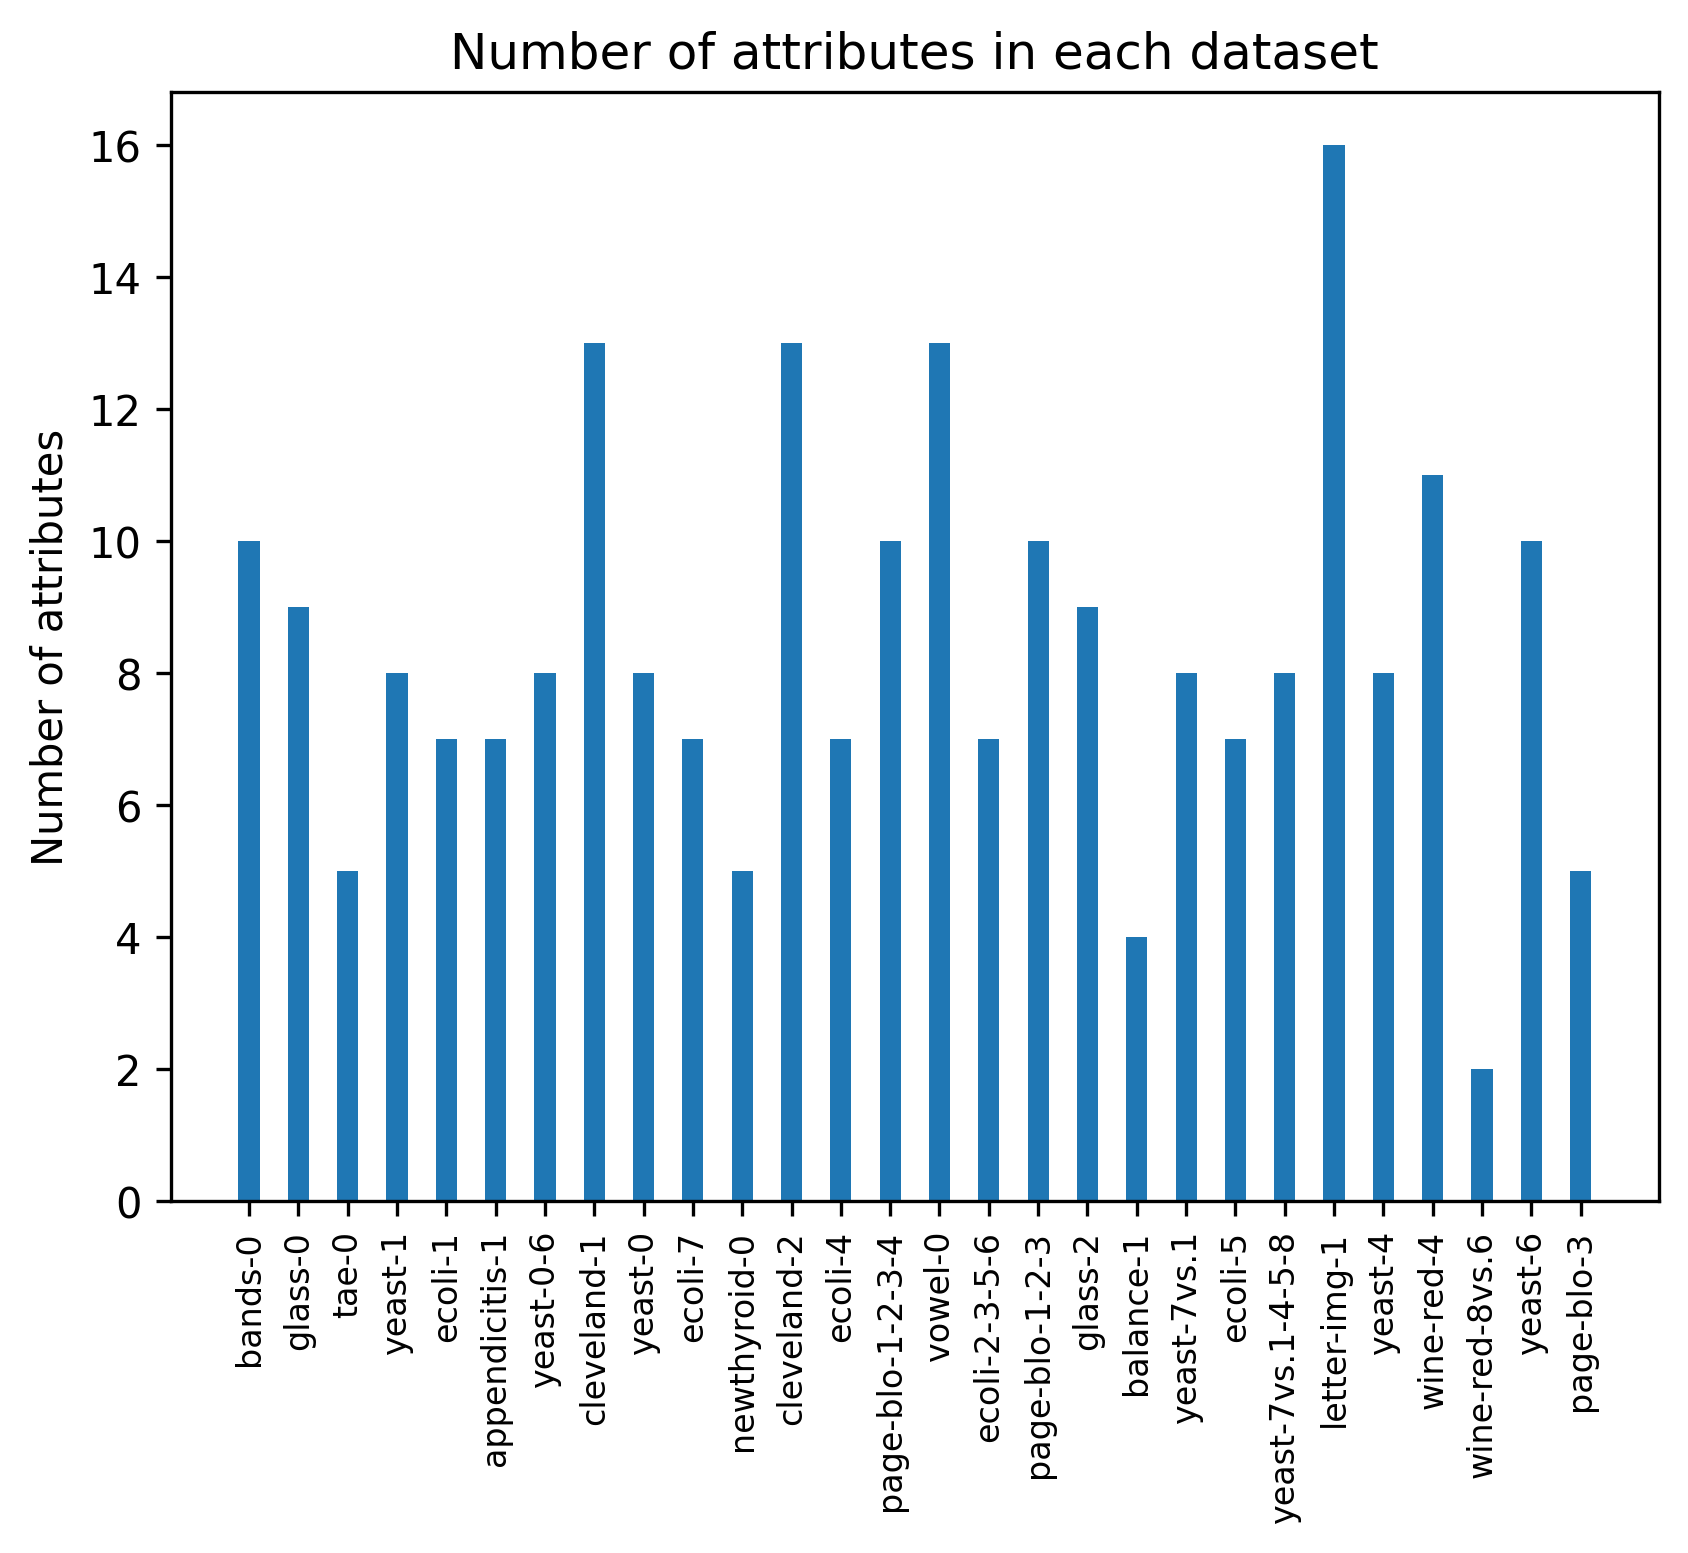 Number of attributes in each dataset
Number of attributes
16
14
12
10
8
6
4
2
0
bands-0
glass-0
tae-0
yeast-1
ecoli-1
appendicitis-1
yeast-0-6
cleveland-1
yeast-0
ecoli-7
newthyroid-0
cleveland-2
ecoli-4
page-blo-1-2-3-4
vowel-0
ecoli-2-3-5-6
page-blo-1-2-3
glass-2
balance-1
yeast-7vs.1
ecoli-5
yeast-7vs.1-4-5-8
letter-img-1
yeast-4
wine-red-4
wine-red-8vs.6
yeast-6
page-blo-3